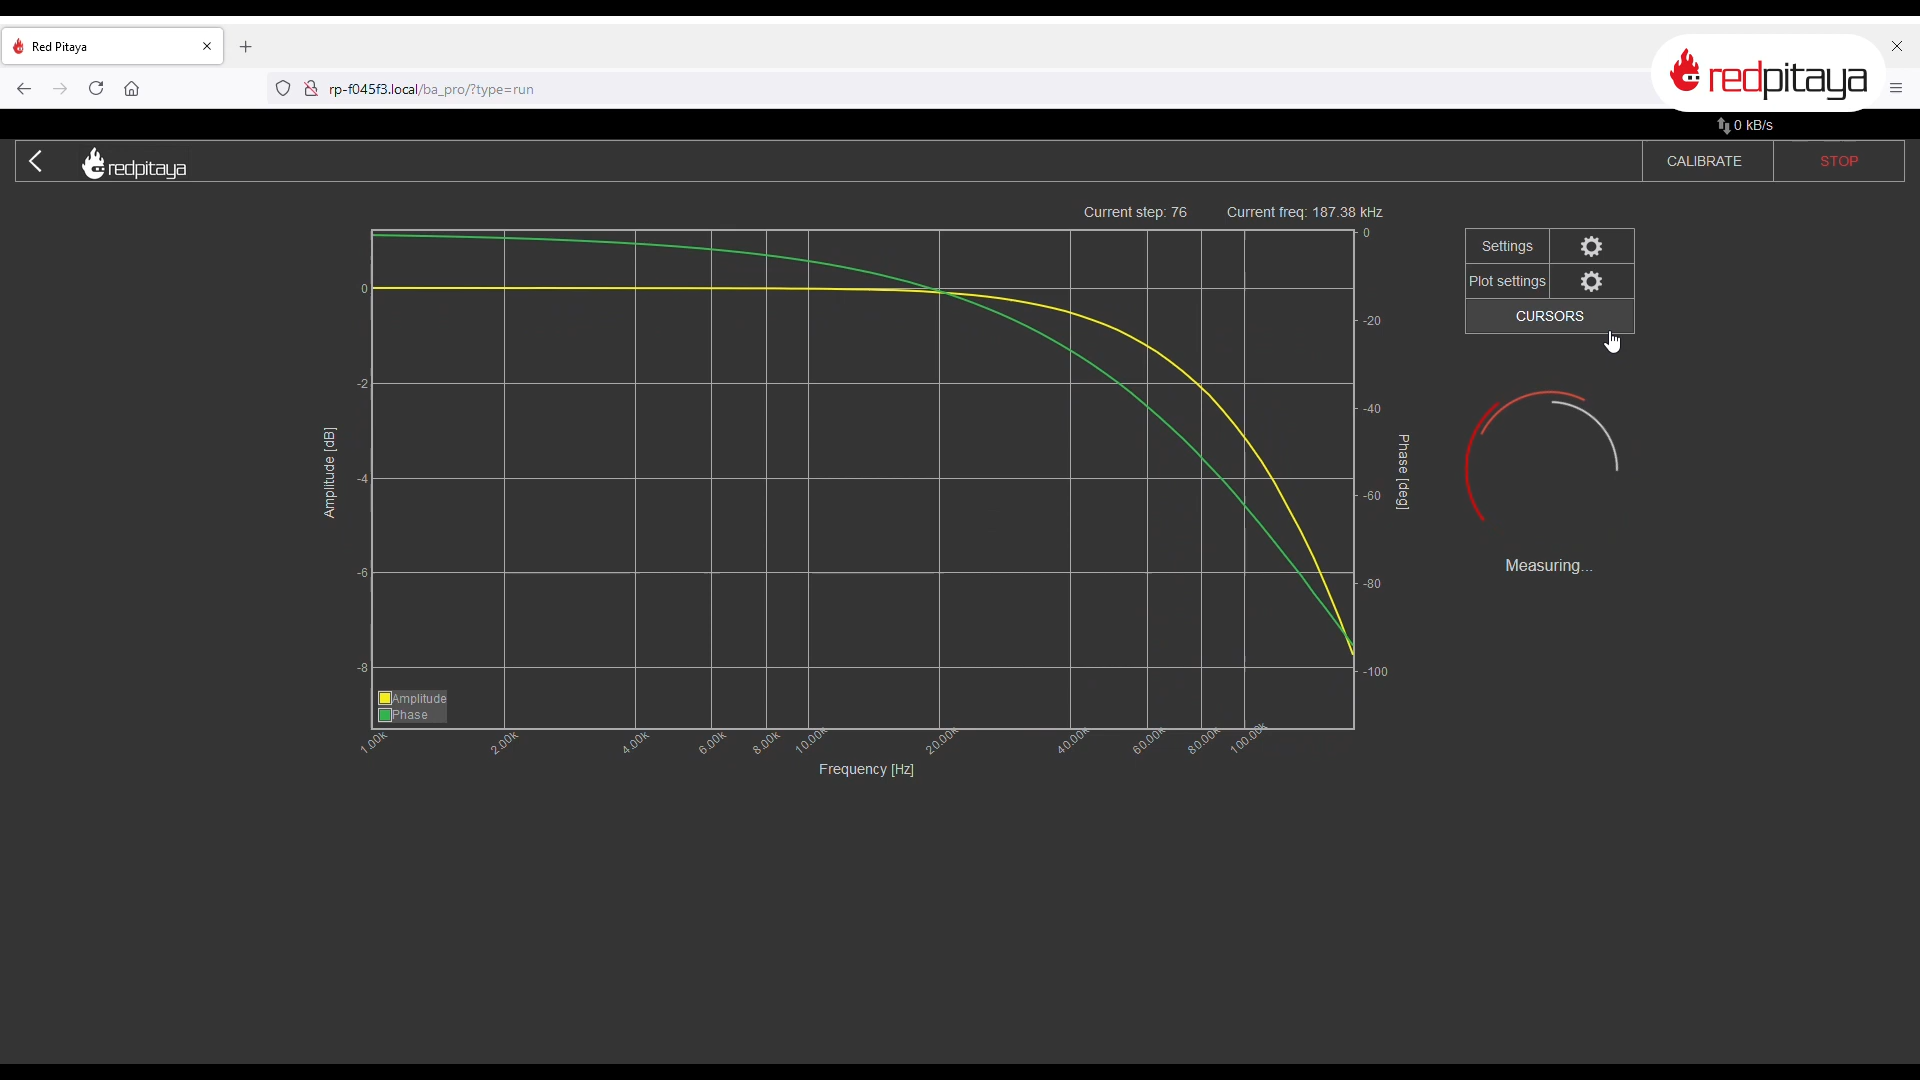 Red Pitaya
rp-f045f3.local/ba_pro/?type=run
redpitaya
0 kB/s
redpitaya
CALIBRATE
STOP
Current step: 76
Current freq: 187.38 kHz
Settings
Plot settings
CURSORS
Measuring...
Amplitude [dB]
0
-2
-4
-6
-8
0
-20
-40
-60
-80
-100
Phase [deg]
Amplitude
Phase
1.00k
2.00k
4.00k
6.00k
8.00k
10.00k
20.00k
40.00k
60.00k
80.00k
100.00k
Frequency [Hz]